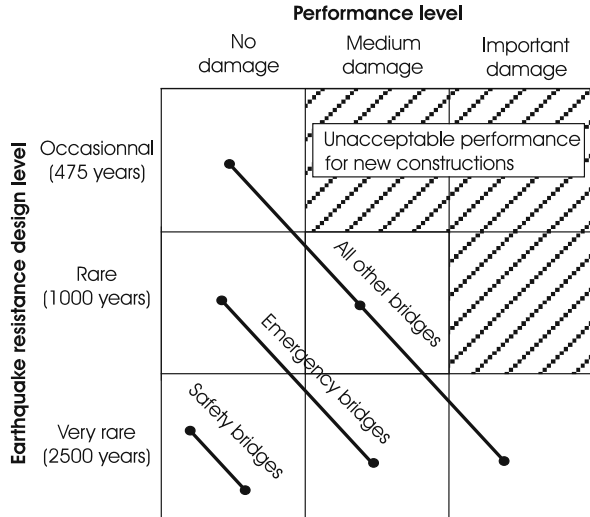 Performance level
No
damage
Medium
damage
Important
damage
Earthquake resistance design level
Occasionnal
(475 years)
Unacceptable performance
for new constructions
Rare
(1000 years)
All other bridges
Emergency bridges
Very rare
(2500 years)
Safety bridges